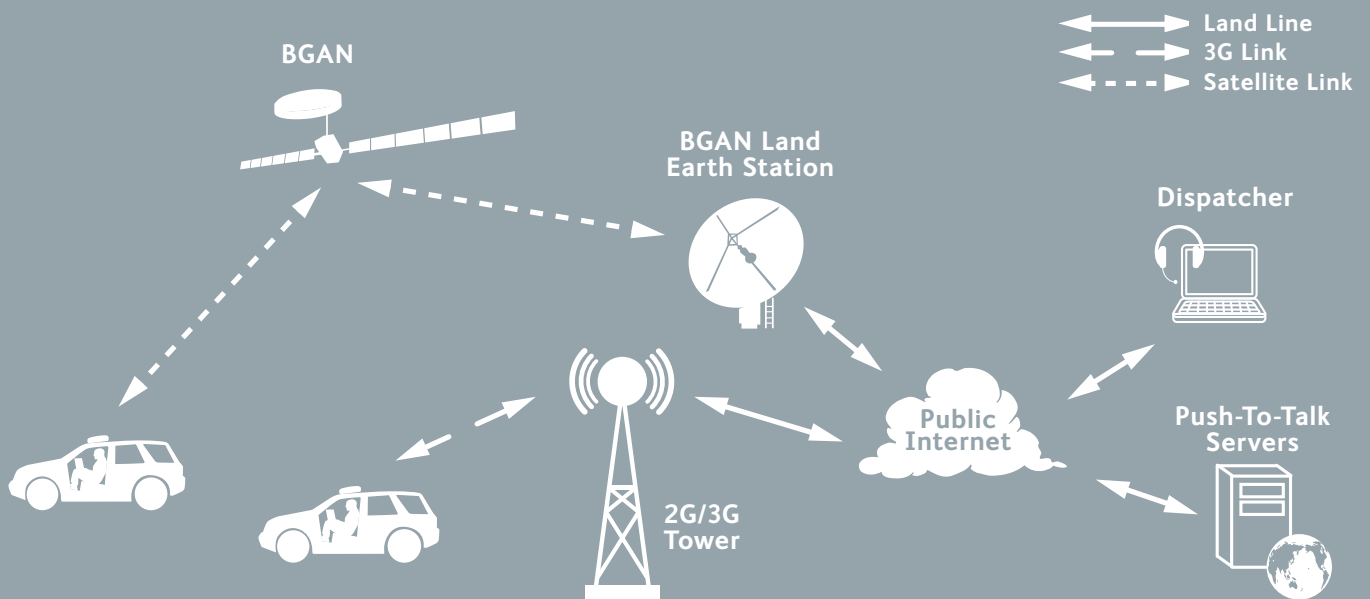 Land Line
3G Link
Satellite Link
BGAN
BGAN Land
Earth Station
Dispatcher
Public
Internet
Push-To-Talk
Servers
2G/3G
Tower